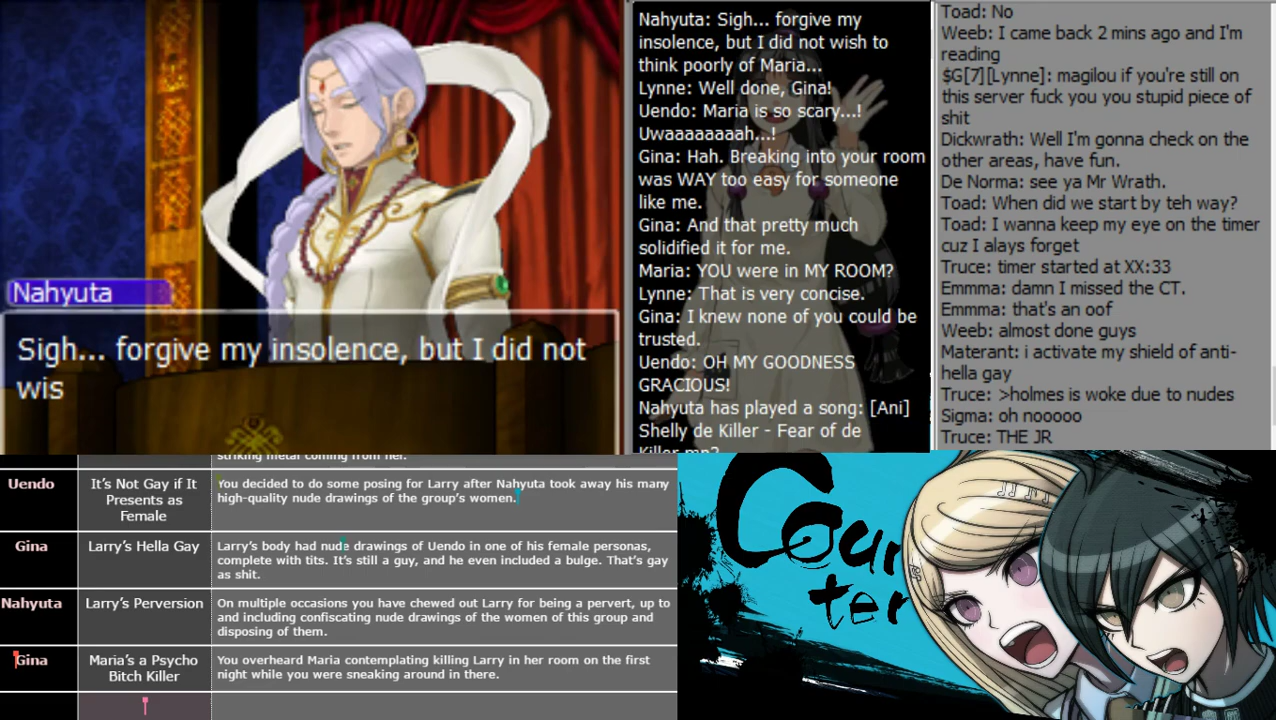 Nahyuta
Sigh... forgive my insolence, but I did not
wis
Nahyuta: Sigh... forgive my
insolence, but I did not wish to
think poorly of Maria...
Lynne: Well done, Gina!
Uendo: Maria is so scary...!
Uwaaaaaaaah...!
Gina: Hah. Breaking into your room
was WAY too easy for someone
like me.
Gina: And that pretty much
solidified it for me.
Maria: YOU were in MY ROOM?
Lynne: That is very concise.
Gina: I knew none of you could be
trusted.
Uendo: OH MY GOODNESS
GRACIOUS!
Nahyuta has played a song: [Ani]
Shelly de Killer - Fear of de
Killer.mp3
Toad: No
Weeb: I came back 2 mins ago and I'm
reading
$G[7][Lynne]: magilou if you're still on
this server fuck you you stupid piece of
shit
Dickwrath: Well I'm gonna check on the
other areas, have fun.
De Norma: see ya Mr Wrath.
Toad: When did we start by teh way?
Toad: I wanna keep my eye on the timer
cuz I alays forget
Truce: timer started at XX:33
Emmma: damn I missed the CT.
Emmma: that's an oof
Weeb: almost done guys
Materant: i activate my shield of anti-
hella gay
Truce: >holmes is woke due to nudes
Sigma: oh nooooo
Truce: THE JR
striking metal coming from her.
Uendo
It's Not Gay if It
Presents as
Female
You decided to do some posing for Larry after Nahyuta took away his many
high-quality nude drawings of the group's women.
Gina
Larry's Hella Gay
Larry's body had nude drawings of Uendo in one of his female personas,
complete with tits. It's still a guy, and he even included a bulge. That's gay
as shit.
Nahyuta
Larry's Perversion
On multiple occasions you have chewed out Larry for being a pervert, up to
and including confiscating nude drawings of the women of this group and
disposing of them.
Gina
Maria's a Psycho
Bitch Killer
You overheard Maria contemplating killing Larry in her room on the first
night while you were sneaking around in there.
Coun
ter